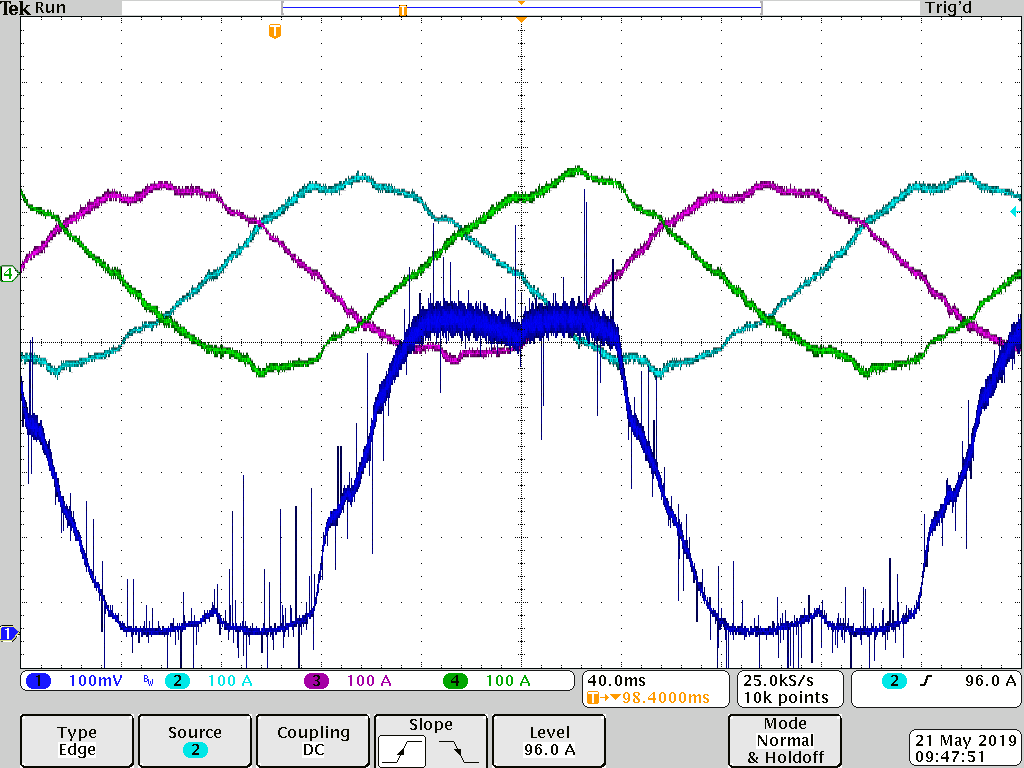 Tek Run Trig'd
T
T
4
1
1 100mV BW 2 100 A 3 100 A 4 100 A
40.0ms
T→▼98.4000ms
25.0kS/s
10k points
2 96.0 A
Type
Edge
Source
2
Coupling
DC
Slope
Level
96.0 A
Mode
Normal
& Holdoff
21 May 2019
09:47:51